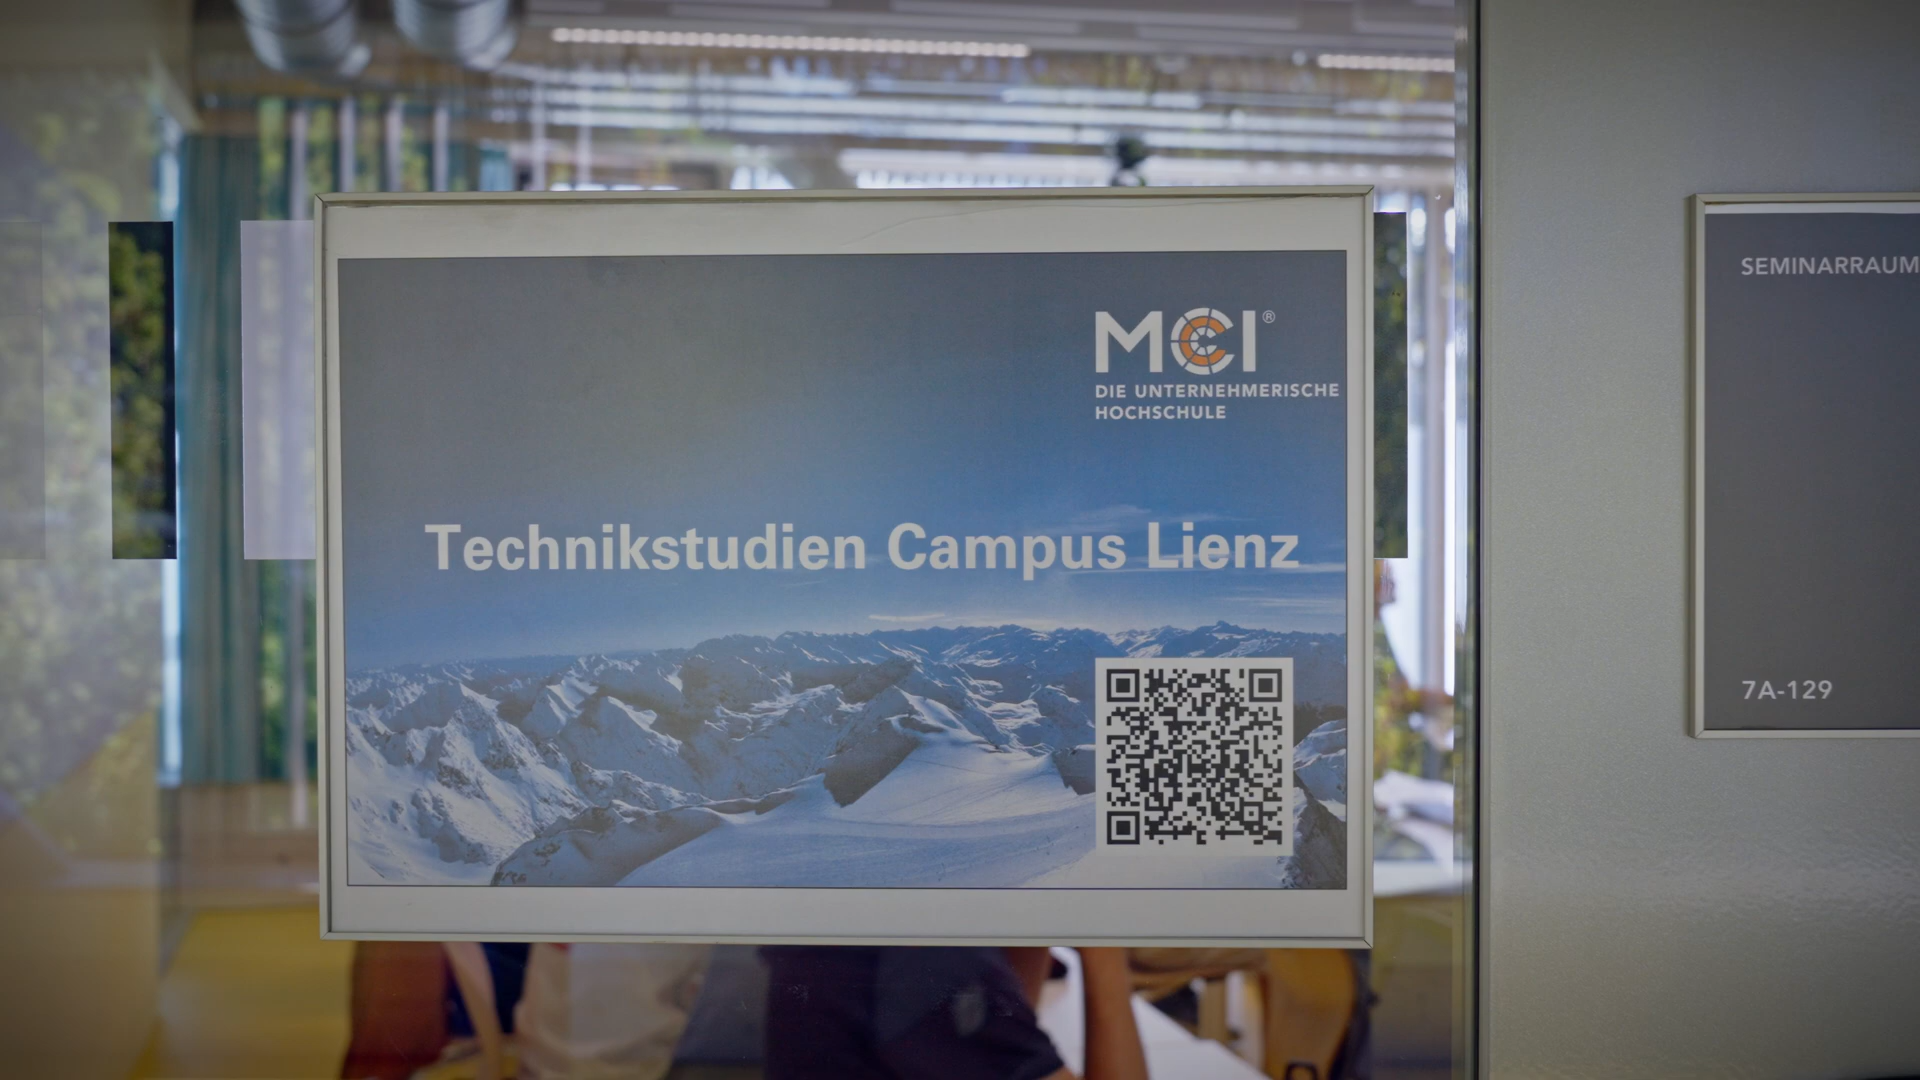 MCI®
DIE UNTERNEHMERISCHE
HOCHSCHULE
Technikstudien Campus Lienz
SEMINARRAUM
7A-129